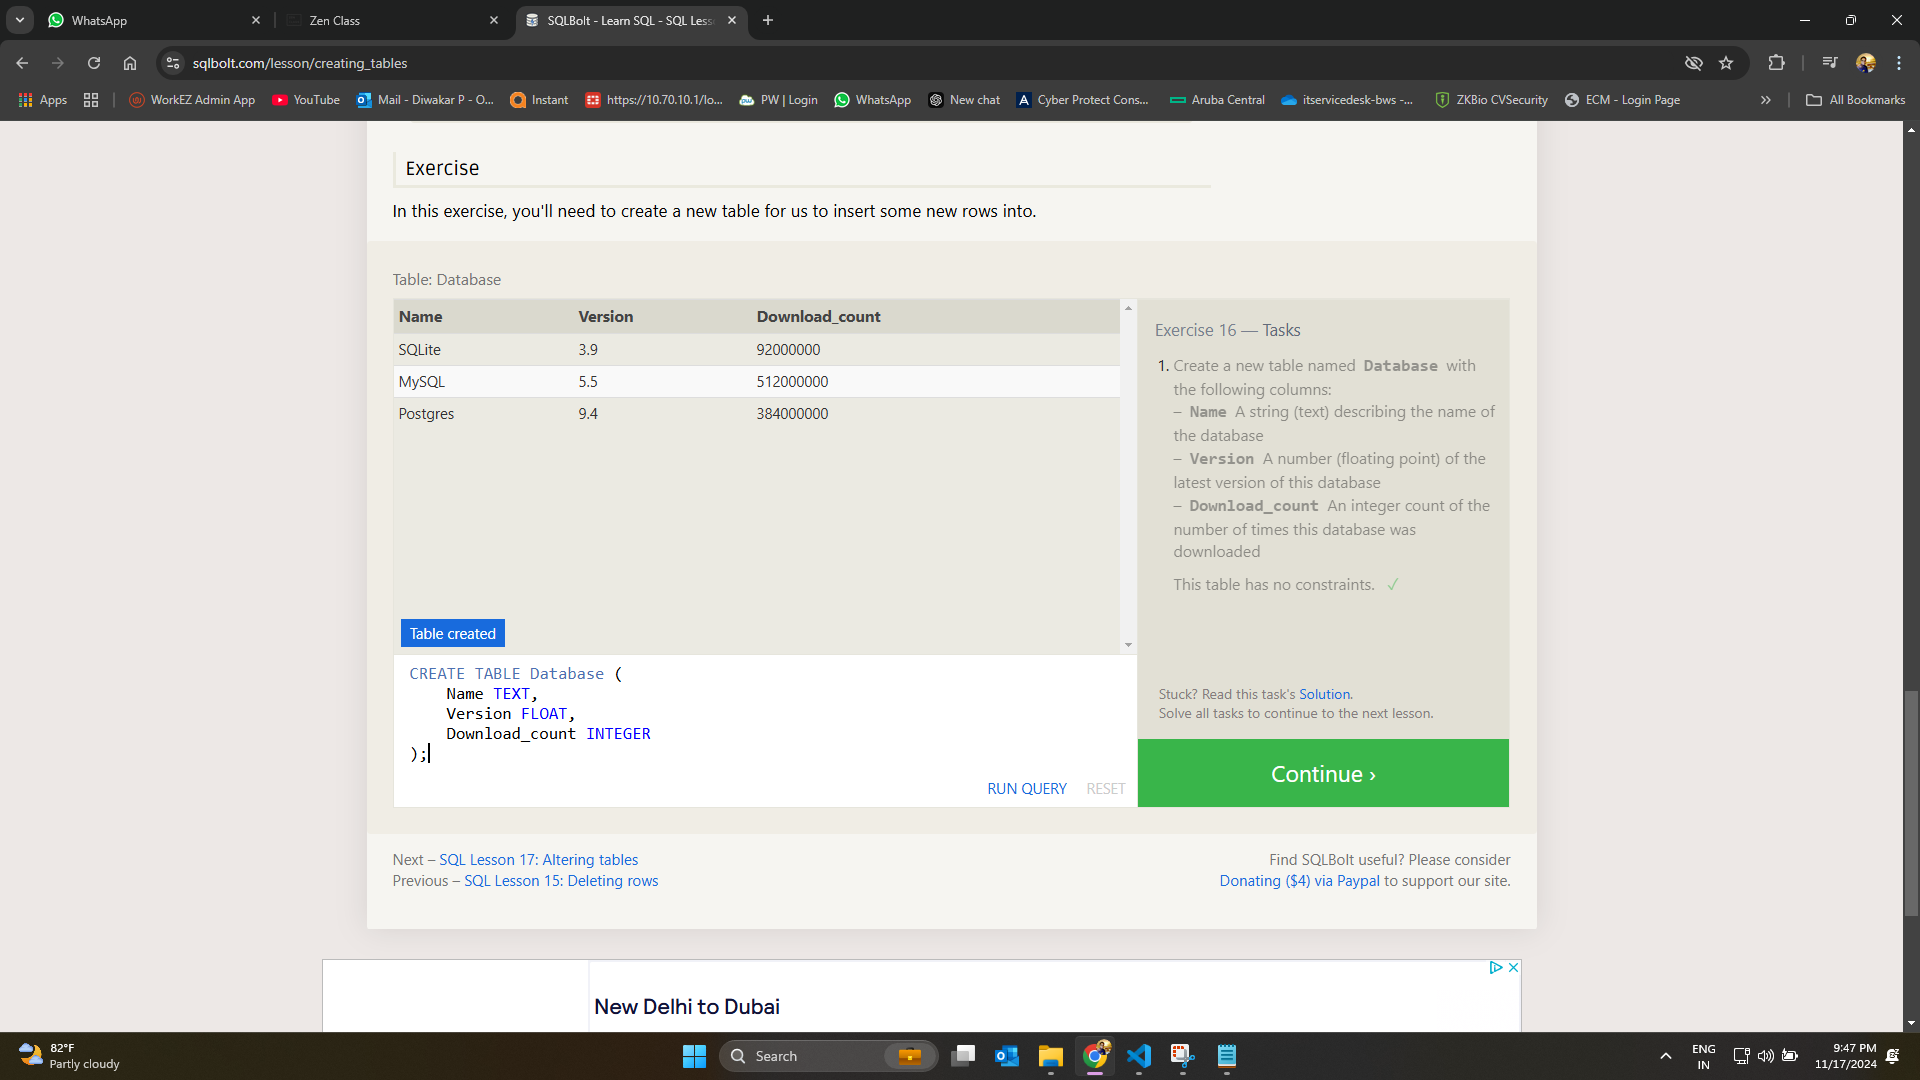 WhatsApp
Zen Class
SQLBolt - Learn SQL - SQL Less
sqlbolt.com/lesson/creating_tables
Apps
WorkEZ Admin App
YouTube
Mail - Diwakar P - O...
Instant
https://10.70.10.1/lo...
PW | Login
WhatsApp
New chat
Cyber Protect Cons...
Aruba Central
itservicedesk-bws -...
ZKBio CVSecurity
ECM - Login Page
All Bookmarks
Exercise
In this exercise, you'll need to create a new table for us to insert some new rows into.
Table: Database
Name Version Download_count
SQLite 3.9 92000000
MySQL 5.5 512000000
Postgres 9.4 384000000
Table created
CREATE TABLE Database (
Name TEXT,
Version FLOAT,
Download_count INTEGER
);
RUN QUERY RESET
Exercise 16 — Tasks
1. Create a new table named Database with
the following columns:
– Name A string (text) describing the name of
the database
– Version A number (floating point) of the
latest version of this database
– Download_count An integer count of the
number of times this database was
downloaded
This table has no constraints. ✓
Stuck? Read this task's Solution.
Solve all tasks to continue to the next lesson.
Continue ›
Next – SQL Lesson 17: Altering tables
Previous – SQL Lesson 15: Deleting rows
Find SQLBolt useful? Please consider
Donating ($4) via Paypal to support our site.
New Delhi to Dubai
82°F
Partly cloudy
Search
ENG
IN
9:47 PM
11/17/2024